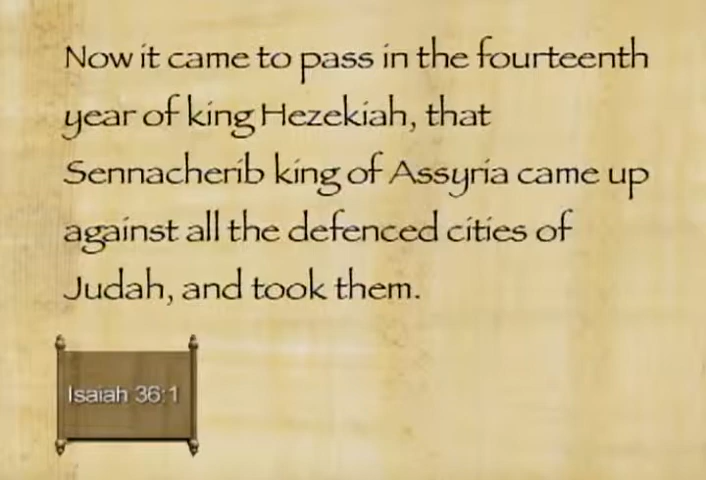 Now it came to pass in the fourteenth
year of king Hezekiah, that
Sennacherib king of Assyria came up
against all the defenced cities of
Judah, and took them.
Isaiah 36:1